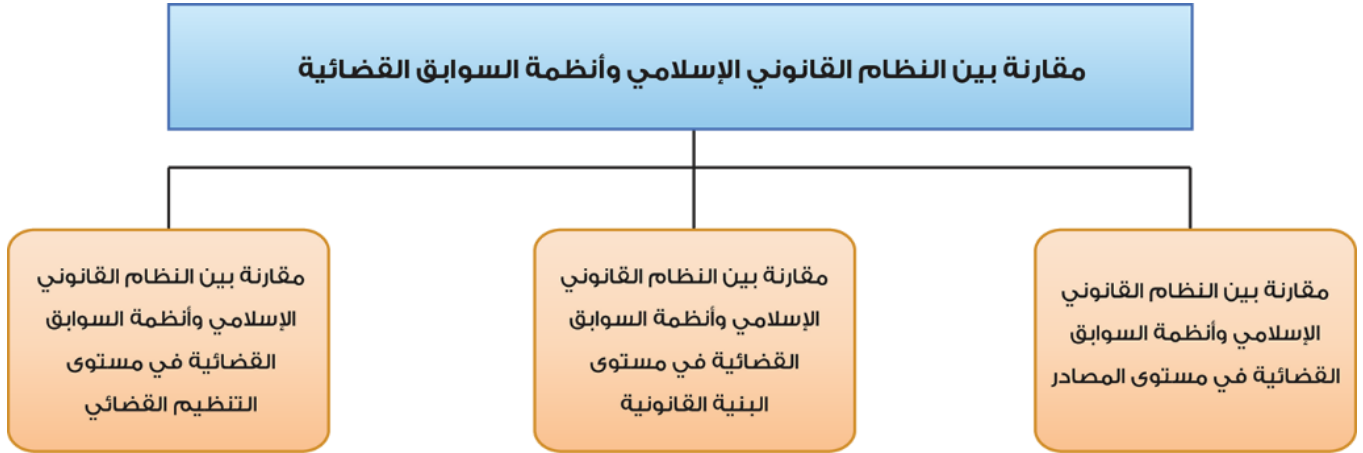 مقارنة بين النظام القانوني الإسلامي وأنظمة السوابق القضائية
مقارنة بين النظام القانوني
الإسلامي وأنظمة السوابق
القضائية في مستوى المصادر
مقارنة بين النظام القانوني
الإسلامي وأنظمة السوابق
القضائية في مستوى
البنية القانونية
مقارنة بين النظام القانوني
الإسلامي وأنظمة السوابق
القضائية في مستوى
التنظيم القضائي